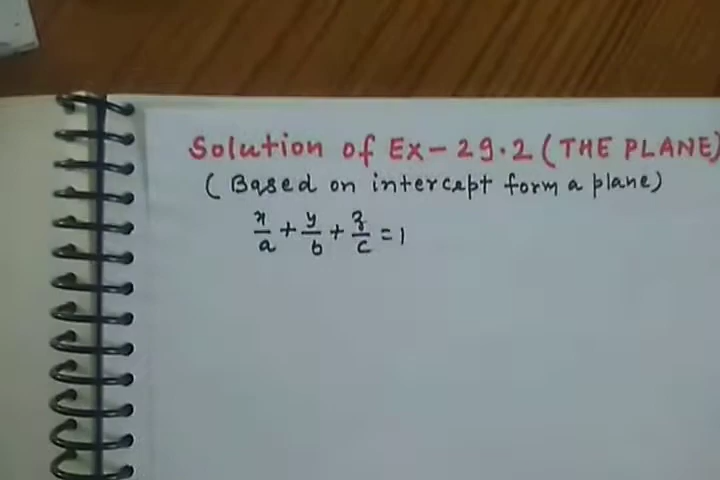 Solution of Ex-29.2 (THE PLANE)
(Based on intercept form a plane)
x/a + y/b + z/c = 1